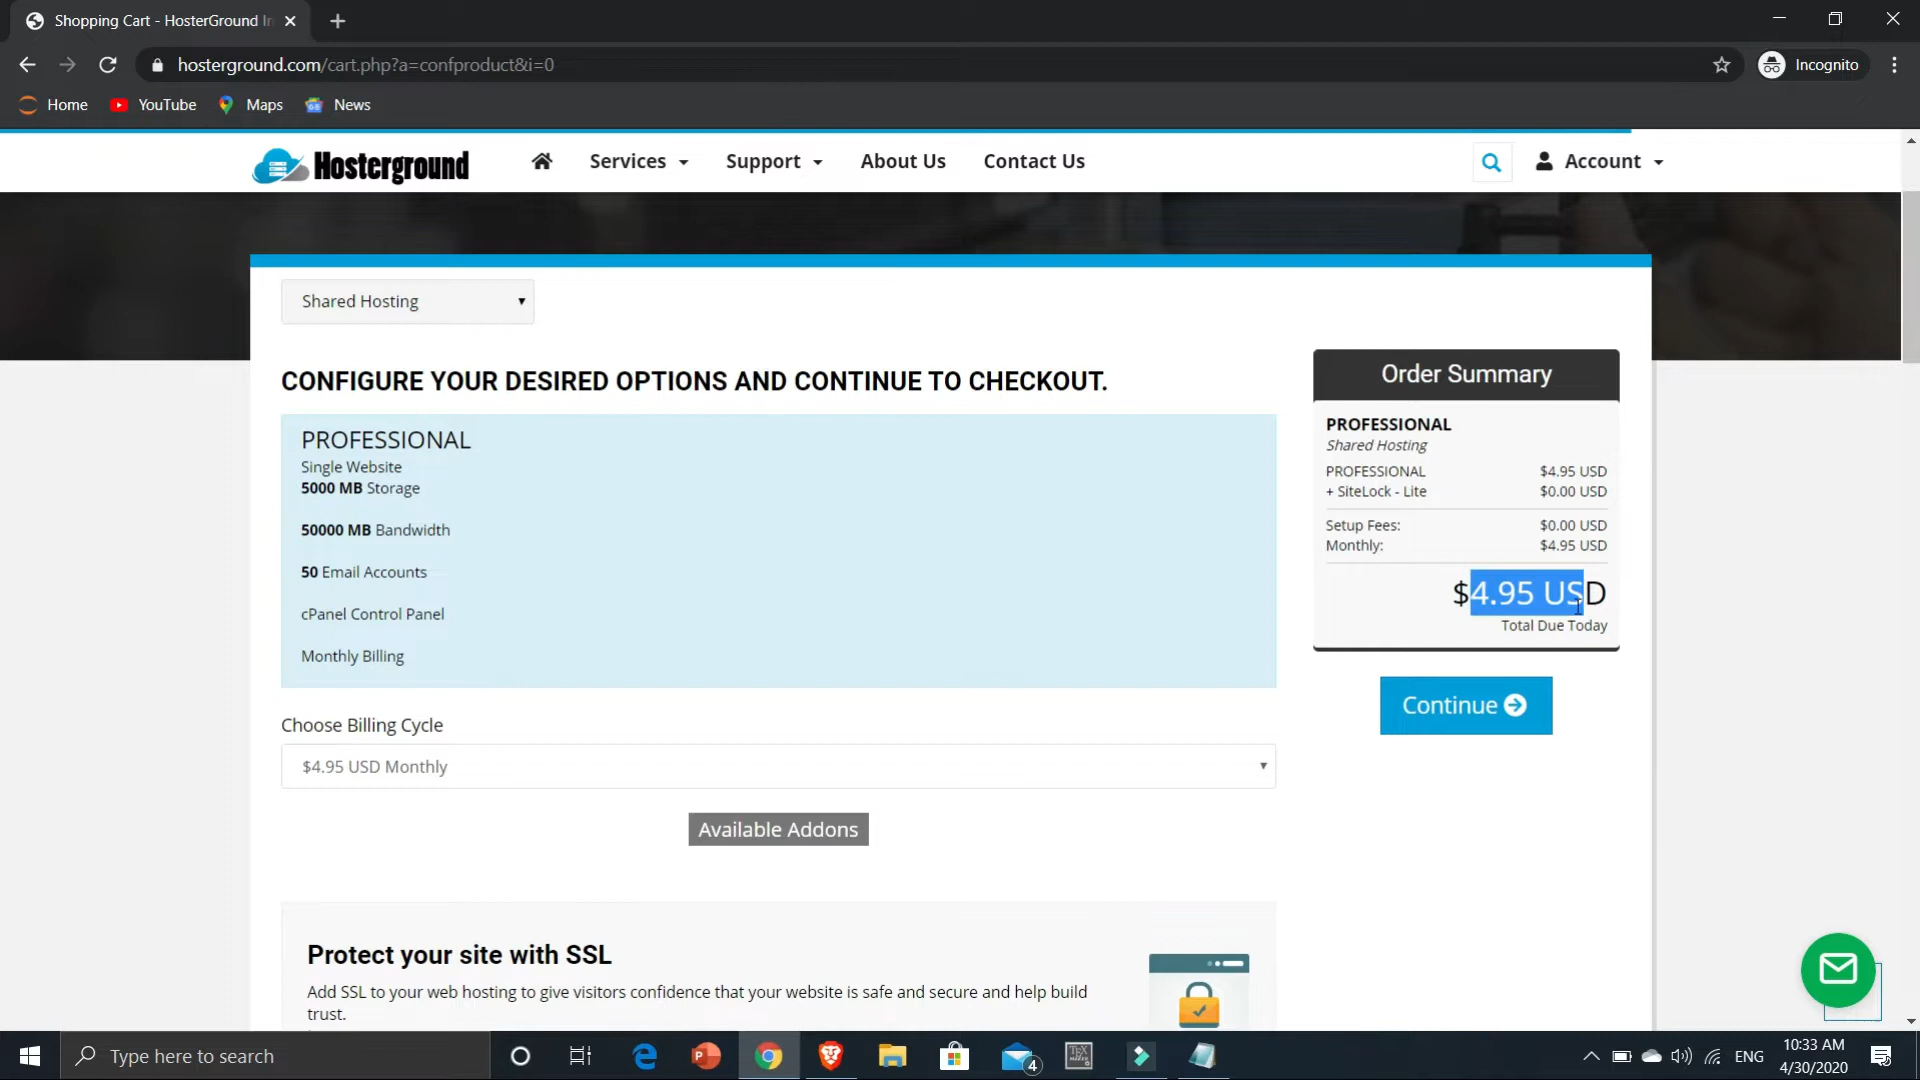 Shopping Cart - HosterGround In
hosterground.com/cart.php?a=confproduct&i=0
Incognito
Home
YouTube
Maps
News
Hosterground
Services
Support
About Us
Contact Us
Account
Shared Hosting
CONFIGURE YOUR DESIRED OPTIONS AND CONTINUE TO CHECKOUT.
PROFESSIONAL
Single Website
5000 MB Storage
50000 MB Bandwidth
50 Email Accounts
cPanel Control Panel
Monthly Billing
Choose Billing Cycle
$4.95 USD Monthly
Available Addons
Protect your site with SSL
Add SSL to your web hosting to give visitors confidence that your website is safe and secure and help build
trust.
Order Summary
PROFESSIONAL
Shared Hosting
PROFESSIONAL $4.95 USD
+ SiteLock - Lite $0.00 USD
Setup Fees: $0.00 USD
Monthly: $4.95 USD
$4.95 USD
Total Due Today
Continue
Type here to search
4
ENG
10:33 AM
4/30/2020